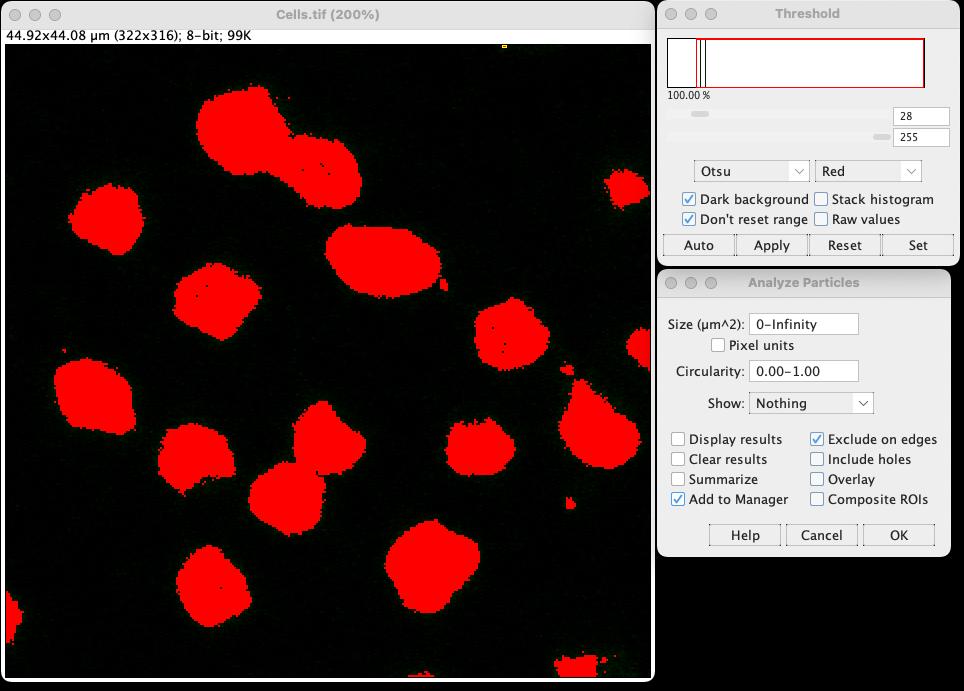 Cells.tif (200%)
44.92x44.08 µm (322x316); 8-bit; 99K
Threshold
100.00 %
28
255
Otsu Red
Dark background Stack histogram
Don't reset range Raw values
Auto Apply Reset Set
Analyze Particles
Size (µm^2): 0-Infinity
Pixel units
Circularity: 0.00-1.00
Show: Nothing
Display results Exclude on edges
Clear results Include holes
Summarize Overlay
Add to Manager Composite ROIs
Help Cancel OK